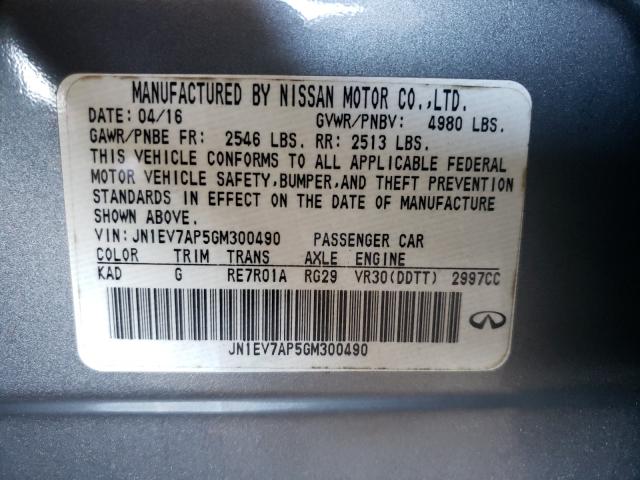 MANUFACTURED BY NISSAN MOTOR CO.,LTD.
DATE: 04/16 GVWR/PNBV: 4980 LBS.
GAWR/PNBE FR: 2546 LBS. RR: 2513 LBS.
THIS VEHICLE CONFORMS TO ALL APPLICABLE FEDERAL
MOTOR VEHICLE SAFETY,BUMPER,AND THEFT PREVENTION
STANDARDS IN EFFECT ON THE DATE OF MANUFACTURE
SHOWN ABOVE.
VIN: JN1EV7AP5GM300490 PASSENGER CAR
COLOR TRIM TRANS AXLE ENGINE
KAD G RE7R01A RG29 VR30(DDTT) 2997CC
JN1EV7AP5GM300490